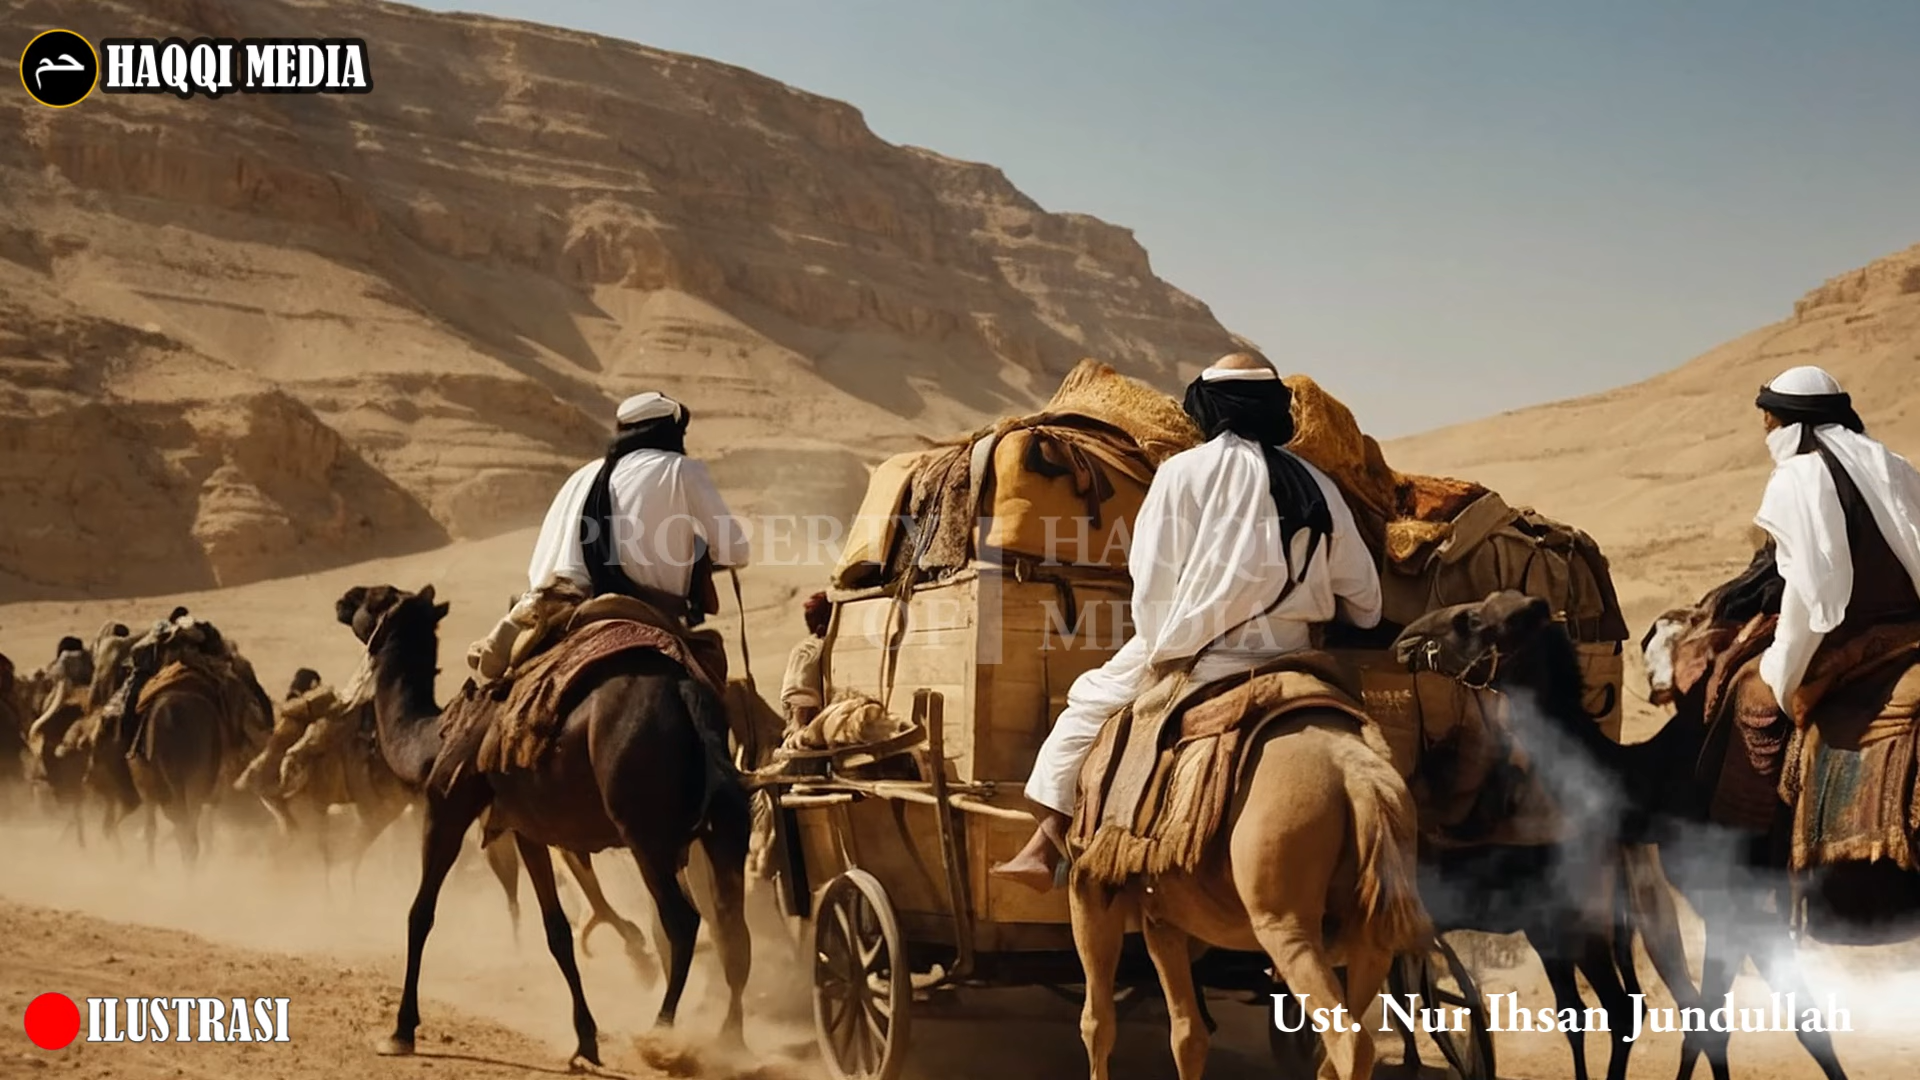 حم HAQQI MEDIA
PROPERTY HAQQI
OF MEDIA
ILUSTRASI
Ust. Nur Ihsan Jundullah